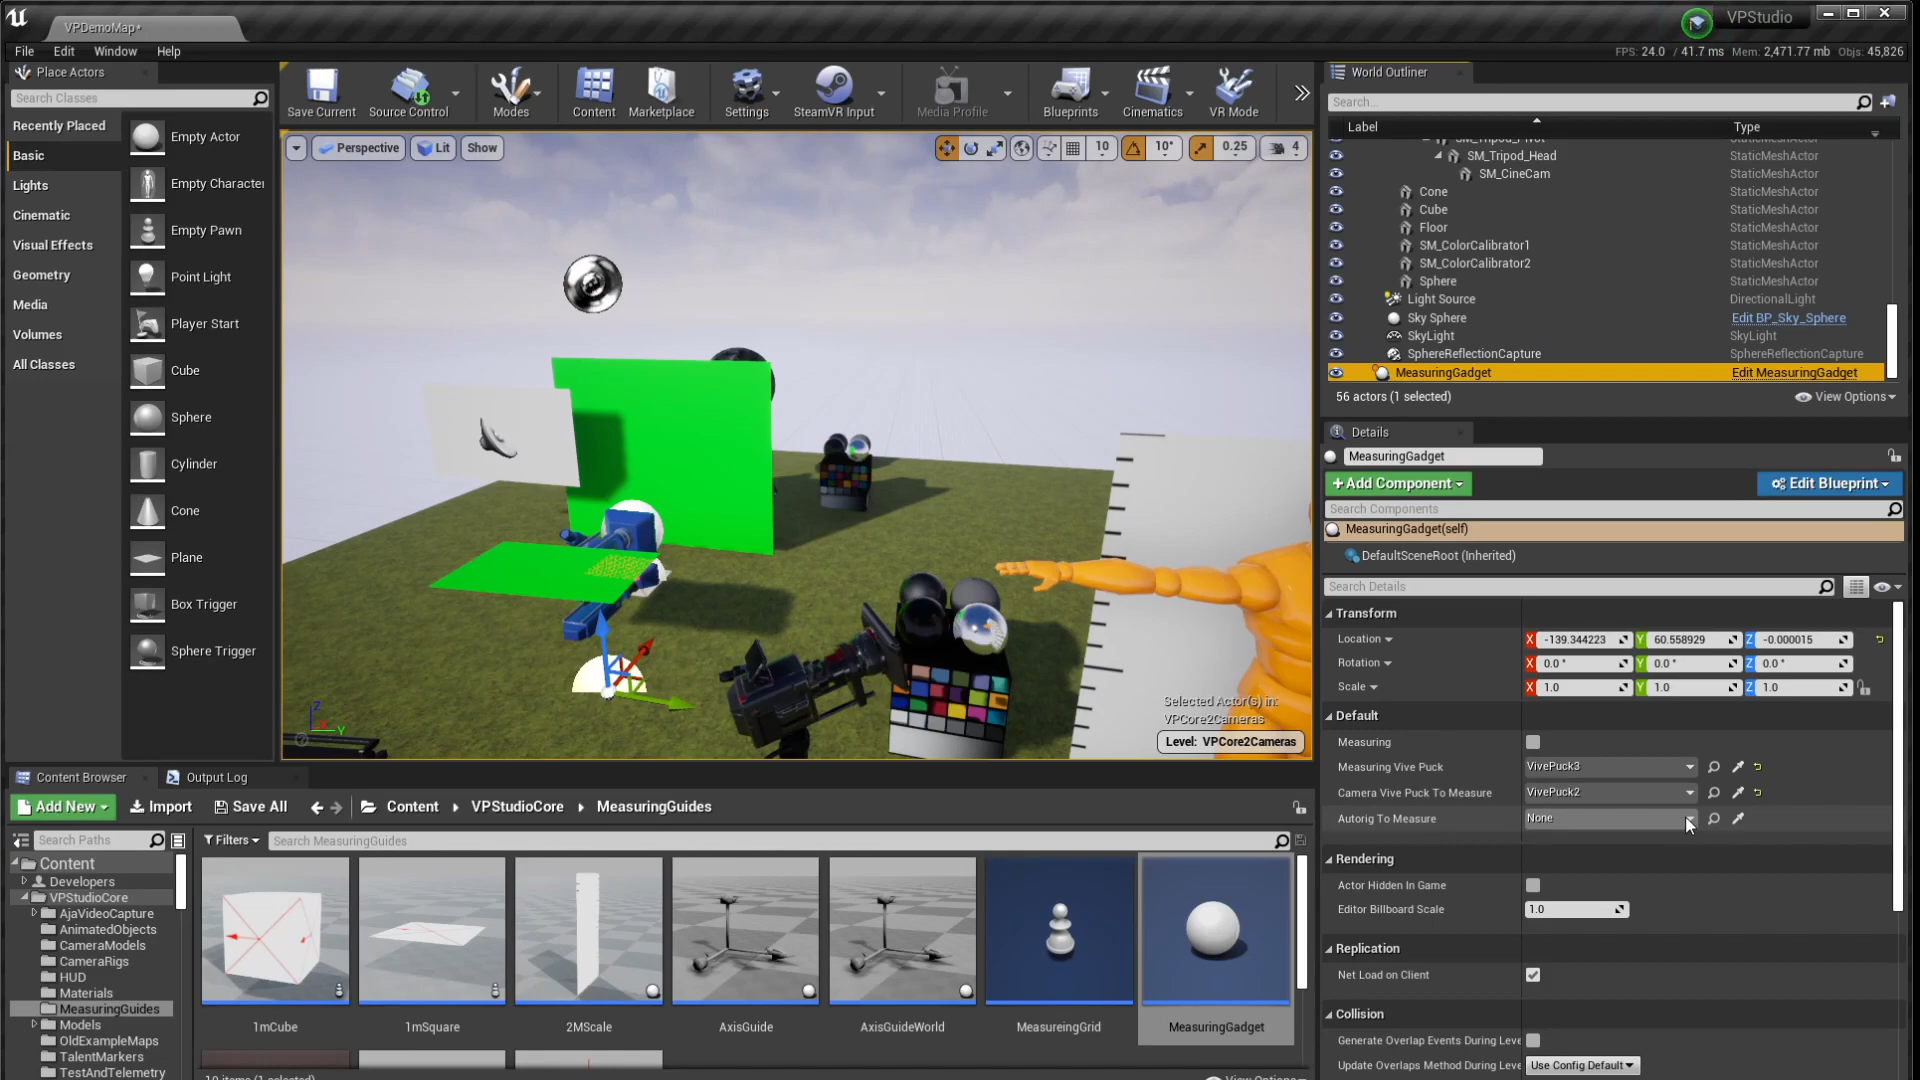 VPDemoMap*
VPStudio
File Edit Window Help
FPS: 24.0 / 41.7 ms Mem: 2,471.77 mb Objs: 45,826
Place Actors
Search Classes
Recently Placed
Basic
Lights
Cinematic
Visual Effects
Geometry
Media
Volumes
All Classes
Empty Actor
Empty Character
Empty Pawn
Point Light
Player Start
Cube
Sphere
Cylinder
Cone
Plane
Box Trigger
Sphere Trigger
Save Current
Source Control
Modes
Content
Marketplace
Settings
SteamVR Input
Media Profile
Blueprints
Cinematics
VR Mode
Perspective
Lit
Show
10
10°
0.25
4
Selected Actor(s) in:
VPCore2Cameras
Level: VPCore2Cameras
Z
Y
World Outliner
Search...
Label Type
SM_Tripod_Pivot
SM_Tripod_Head StaticMeshActor
SM_CineCam StaticMeshActor
Cone StaticMeshActor
Cube StaticMeshActor
Floor StaticMeshActor
SM_ColorCalibrator1 StaticMeshActor
SM_ColorCalibrator2 StaticMeshActor
Sphere StaticMeshActor
Light Source DirectionalLight
Sky Sphere Edit BP_Sky_Sphere
SkyLight SkyLight
SphereReflectionCapture SphereReflectionCapture
MeasuringGadget Edit MeasuringGadget
56 actors (1 selected) View Options
Details
MeasuringGadget
+Add Component Edit Blueprint
Search Components
MeasuringGadget(self)
DefaultSceneRoot (Inherited)
Search Details
Transform
Location X -139.344223 Y 60.558929 Z -0.000015
Rotation X 0.0 ° Y 0.0 ° Z 0.0 °
Scale X 1.0 Y 1.0 Z 1.0
Default
Measuring
Measuring Vive Puck VivePuck3
Camera Vive Puck To Measure VivePuck2
Autorig To Measure None
Rendering
Actor Hidden In Game
Editor Billboard Scale 1.0
Replication
Net Load on Client
Collision
Generate Overlap Events During Leve
Update Overlaps Method During Leve Use Config Default
Content Browser Output Log
Add New Import Save All Content VPStudioCore MeasuringGuides
Search Paths
Filters Search MeasuringGuides
Content
Developers
VPStudioCore
AjaVideoCapture
AnimatedObjects
CameraModels
CameraRigs
HUD
Materials
MeasuringGuides
Models
OldExampleMaps
TalentMarkers
TestAndTelemetry
1mCube
1mSquare
2MScale
AxisGuide
AxisGuideWorld
MeasureingGrid
MeasuringGadget
10 items (1 selected) View Options